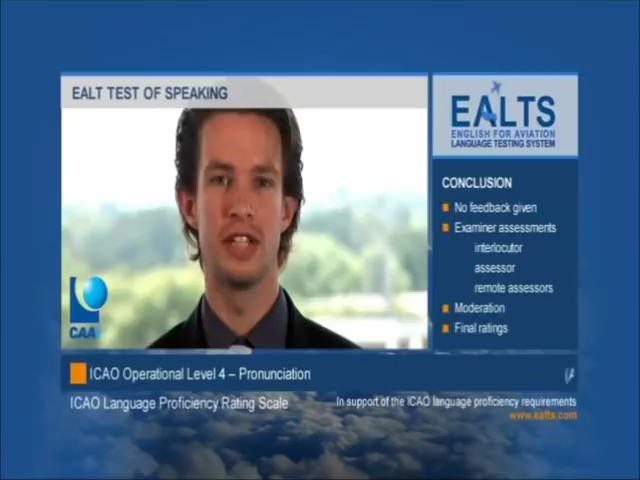 EALT TEST OF SPEAKING
EALTS
ENGLISH FOR AVIATION
LANGUAGE TESTING SYSTEM
CONCLUSION
No feedback given
Examiner assessments
interlocutor
assessor
remote assessors
Moderation
Final ratings
CAA
ICAO Operational Level 4 – Pronunciation
ICAO Language Proficiency Rating Scale
In support of the ICAO language proficiency requirements
www.ealts.com